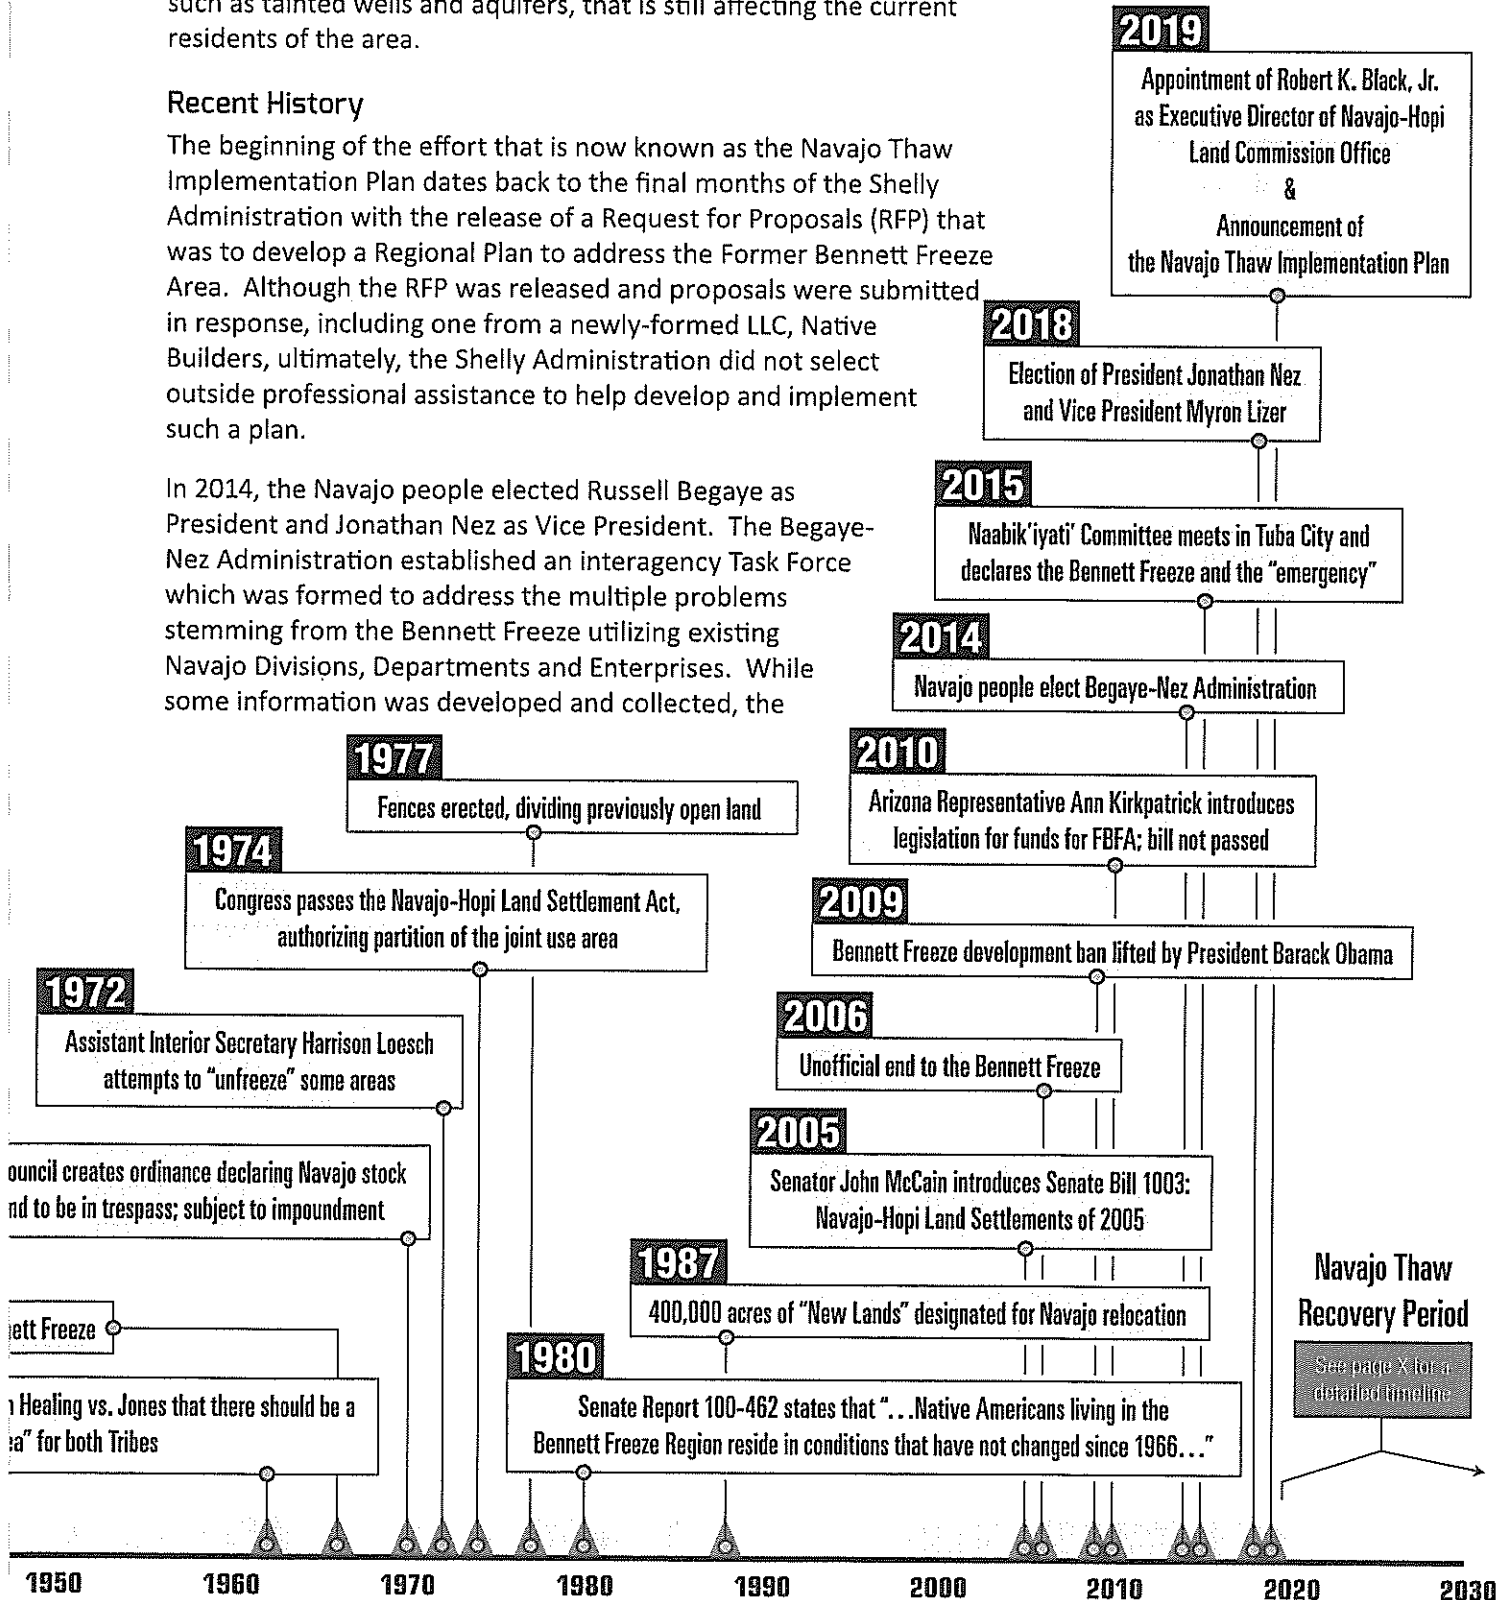 such as tainted wells and aquifers, that is still affecting the current
residents of the area.
Recent History
The beginning of the effort that is now known as the Navajo Thaw
Implementation Plan dates back to the final months of the Shelly
Administration with the release of a Request for Proposals (RFP) that
was to develop a Regional Plan to address the Former Bennett Freeze
Area.  Although the RFP was released and proposals were submitted
in response, including one from a newly-formed LLC, Native
Builders, ultimately, the Shelly Administration did not select
outside professional assistance to help develop and implement
such a plan.
In 2014, the Navajo people elected Russell Begaye as
President and Jonathan Nez as Vice President.  The Begaye-
Nez Administration established an interagency Task Force
which was formed to address the multiple problems
stemming from the Bennett Freeze utilizing existing
Navajo Divisions, Departments and Enterprises.  While
some information was developed and collected, the
2019
Appointment of Robert K. Black, Jr.
as Executive Director of Navajo-Hopi
Land Commission Office
&
Announcement of
the Navajo Thaw Implementation Plan
2018
Election of President Jonathan Nez
and Vice President Myron Lizer
2015
Naabik'iyati' Committee meets in Tuba City and
declares the Bennett Freeze and the "emergency"
2014
Navajo people elect Begaye-Nez Administration
2010
Arizona Representative Ann Kirkpatrick introduces
legislation for funds for FBFA; bill not passed
2009
Bennett Freeze development ban lifted by President Barack Obama
2006
Unofficial end to the Bennett Freeze
2005
Senator John McCain introduces Senate Bill 1003:
Navajo-Hopi Land Settlements of 2005
1987
400,000 acres of "New Lands" designated for Navajo relocation
1980
Senate Report 100-462 states that "...Native Americans living in the
Bennett Freeze Region reside in conditions that have not changed since 1966..."
1977
Fences erected, dividing previously open land
1974
Congress passes the Navajo-Hopi Land Settlement Act,
authorizing partition of the joint use area
1972
Assistant Interior Secretary Harrison Loesch
attempts to "unfreeze" some areas
ouncil creates ordinance declaring Navajo stock
nd to be in trespass; subject to impoundment
ett Freeze
Healing vs. Jones that there should be a
ea" for both Tribes
Navajo Thaw
Recovery Period
See page X for a
detailed timeline
1950 1960 1970 1980 1990 2000 2010 2020 2030